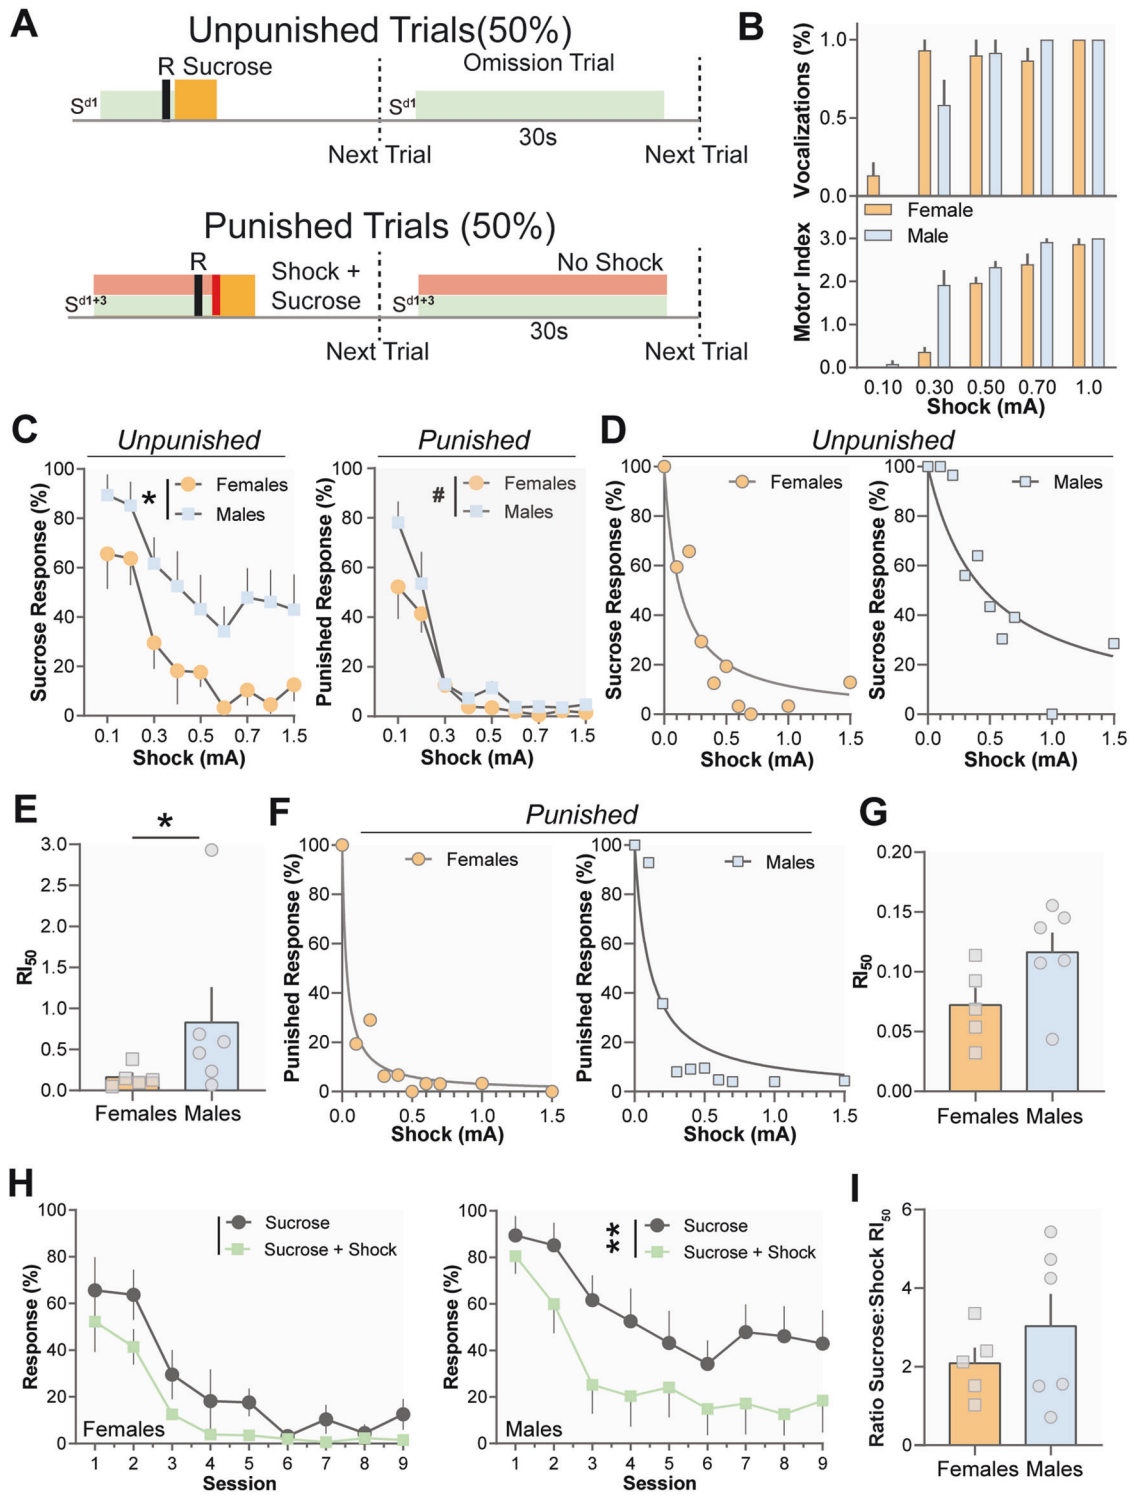 A
Unpunished Trials(50%)
R Sucrose
Omission Trial
Sd1
Sd1
30s
Next Trial
Next Trial
Punished Trials (50%)
R
Shock +
Sucrose
No Shock
Sd1+3
Sd1+3
30s
Next Trial
Next Trial
B
Vocalizations (%)
1.0
0.5
0.0
Female
Male
Motor Index
3.0
2.0
1.0
0.0
0.10 0.30 0.50 0.70 1.0
Shock (mA)
C
Unpunished
Sucrose Response (%)
100
80
60
40
20
0
*
Females
Males
0.1 0.3 0.5 0.7 1.5
Shock (mA)
Punished
Punished Response (%)
100
80
60
40
20
0
#
Females
Males
0.1 0.3 0.5 0.7 1.5
Shock (mA)
D
Unpunished
Sucrose Response (%)
100
80
60
40
20
0
Females
0.0 0.5 1.0 1.5
Shock (mA)
Sucrose Response (%)
100
80
60
40
20
0
Males
0.0 0.5 1.0 1.5
Shock (mA)
E
*
RI50
3.0
2.5
2.0
1.5
1.0
0.5
0.0
Females Males
F
Punished
Punished Response (%)
100
80
60
40
20
0
Females
0.0 0.5 1.0 1.5
Shock (mA)
Punished Response (%)
100
80
60
40
20
0
Males
0.0 0.5 1.0 1.5
Shock (mA)
G
RI50
0.20
0.15
0.10
0.05
0.00
Females Males
H
Response (%)
100
80
60
40
20
0
Sucrose
Sucrose + Shock
Females
1 2 3 4 5 6 7 8 9
Session
Response (%)
100
80
60
40
20
0
**
Sucrose
Sucrose + Shock
Males
1 2 3 4 5 6 7 8 9
Session
I
Ratio Sucrose:Shock RI50
6
4
2
0
Females Males